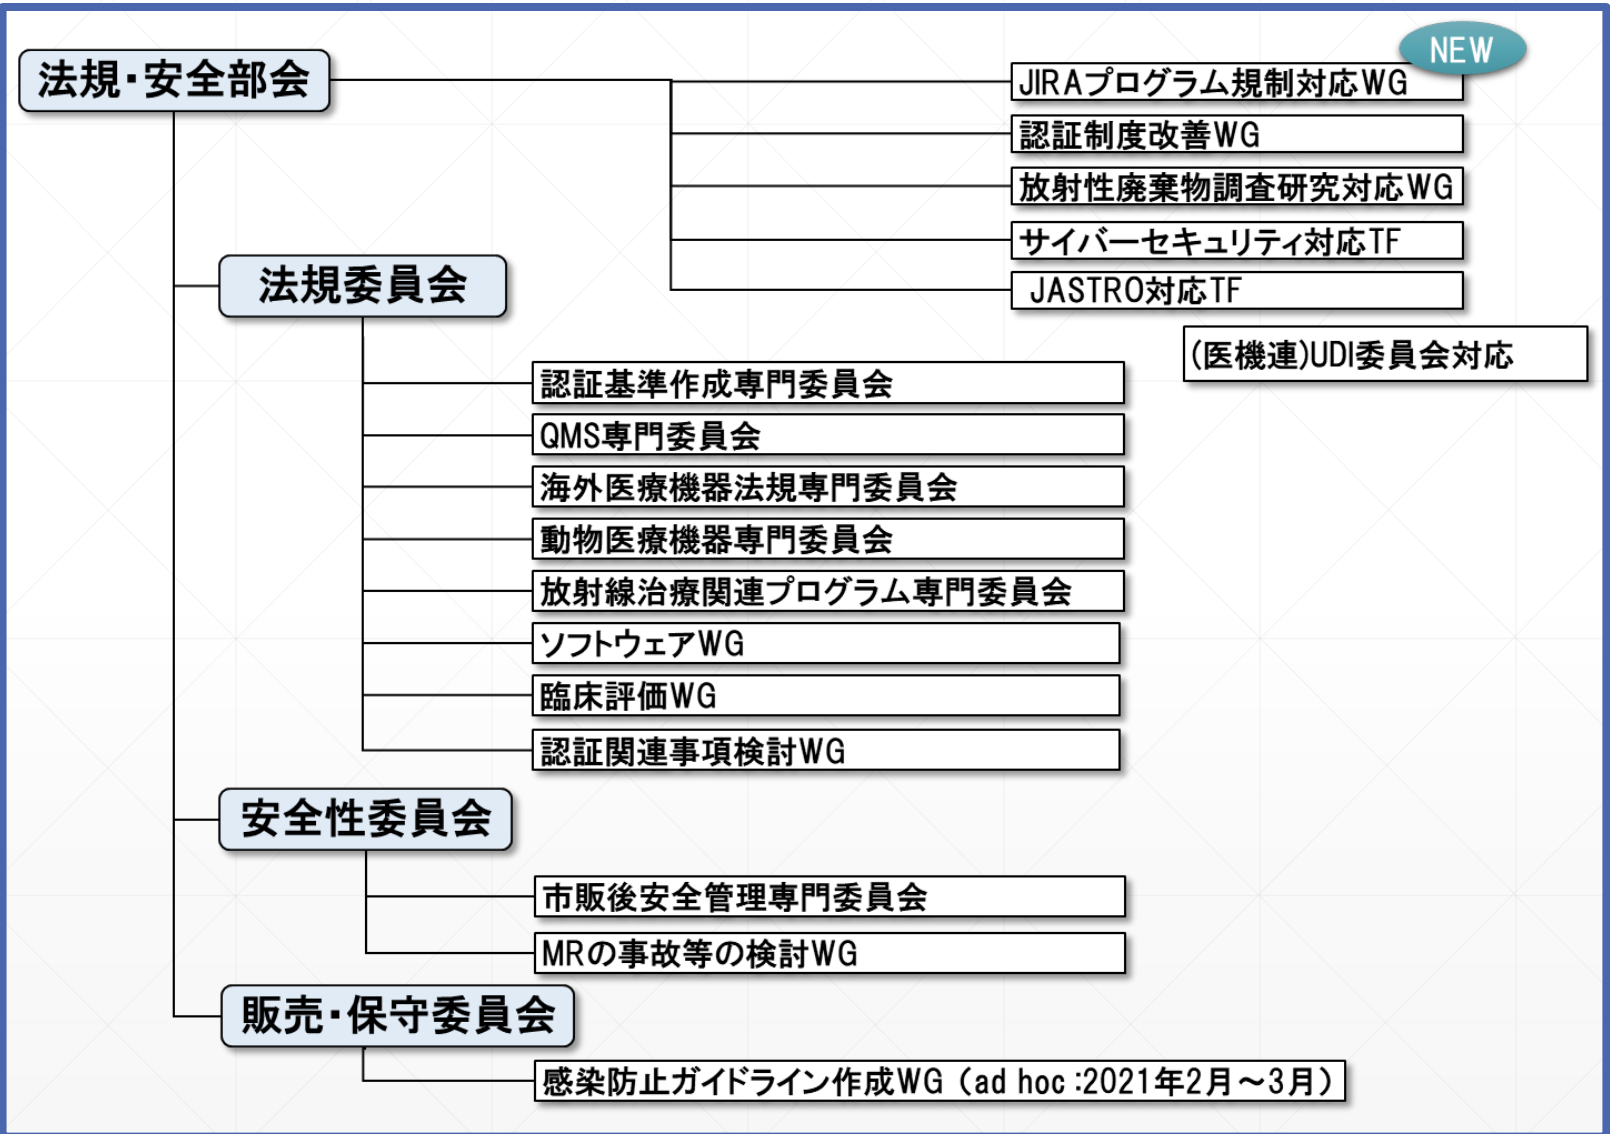 NEW
法規・安全部会
JIRAプログラム規制対応WG
認証制度改善WG
放射性廃棄物調査研究対応WG
サイバーセキュリティ対応TF
JASTRO対応TF
(医機連)UDI委員会対応
法規委員会
認証基準作成専門委員会
QMS専門委員会
海外医療機器法規専門委員会
動物医療機器専門委員会
放射線治療関連プログラム専門委員会
ソフトウェアWG
臨床評価WG
認証関連事項検討WG
安全性委員会
市販後安全管理専門委員会
MRの事故等の検討WG
販売・保守委員会
感染防止ガイドライン作成WG（ad hoc:2021年2月～3月）